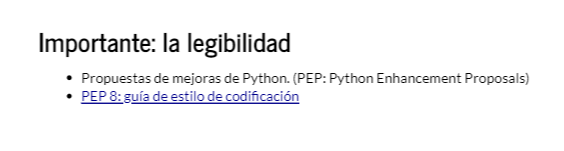 Importante: la legibilidad
• Propuestas de mejoras de Python. (PEP: Python Enhancement Proposals)
• PEP 8: guía de estilo de codificación